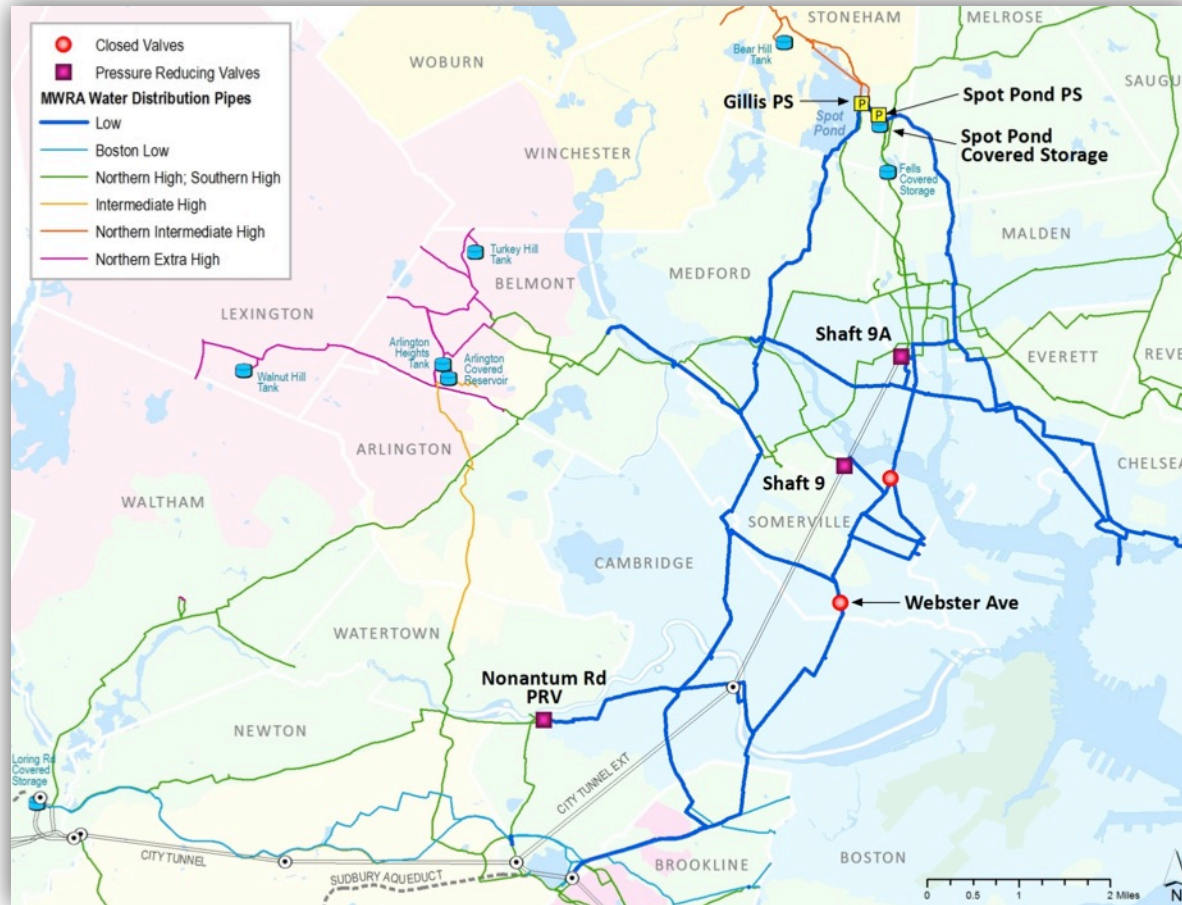 Closed Valves
Pressure Reducing Valves
MWRA Water Distribution Pipes
Low
Boston Low
Northern High; Southern High
Intermediate High
Northern Intermediate High
Northern Extra High
STONEHAM
MELROSE
Bear Hill
Tank
WOBURN
SAUGU
Gillis PS
P
P
Spot Pond PS
Spot
Pond
Spot Pond
Covered Storage
WINCHESTER
Fells
Covered
Storage
MALDEN
Turkey Hill
Tank
BELMONT
MEDFORD
LEXINGTON
Shaft 9A
Arlington
Heights
Tank
Arlington
Covered
Reservoir
EVERETT
REVE
Walnut Hill
Tank
ARLINGTON
CHELSEA
Shaft 9
WALTHAM
SOMERVILLE
CAMBRIDGE
Webster Ave
WATERTOWN
Nonantum Rd
PRV
NEWTON
Loring Rd
Covered
Storage
CITY TUNNEL EXT
CITY TUNNEL
SUDBURY AQUEDUCT
BROOKLINE
BOSTON
0 0.5 1 2 Miles
N